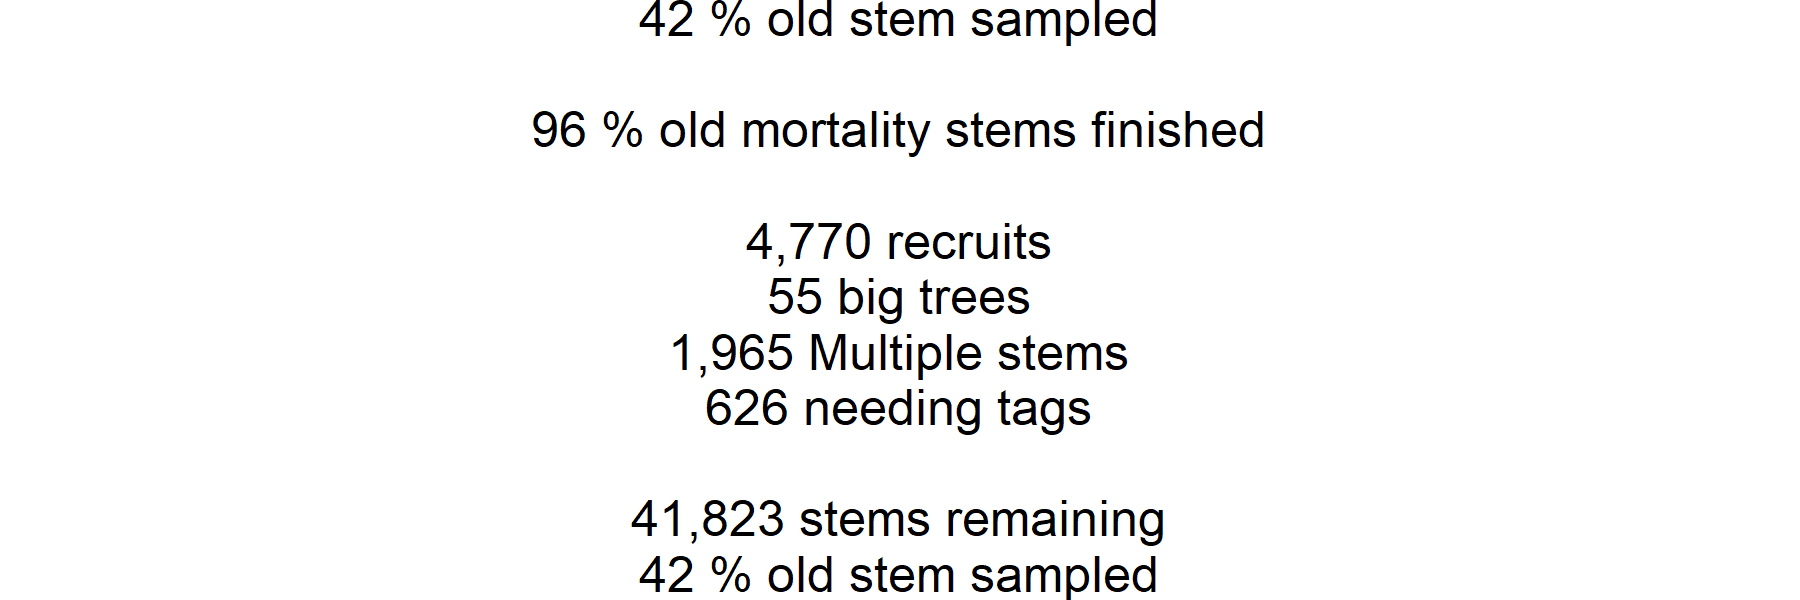 42 % old stem sampled
96 % old mortality stems finished
4,770 recruits
55 big trees
1,965 Multiple stems
626 needing tags
41,823 stems remaining
42 % old stem sampled